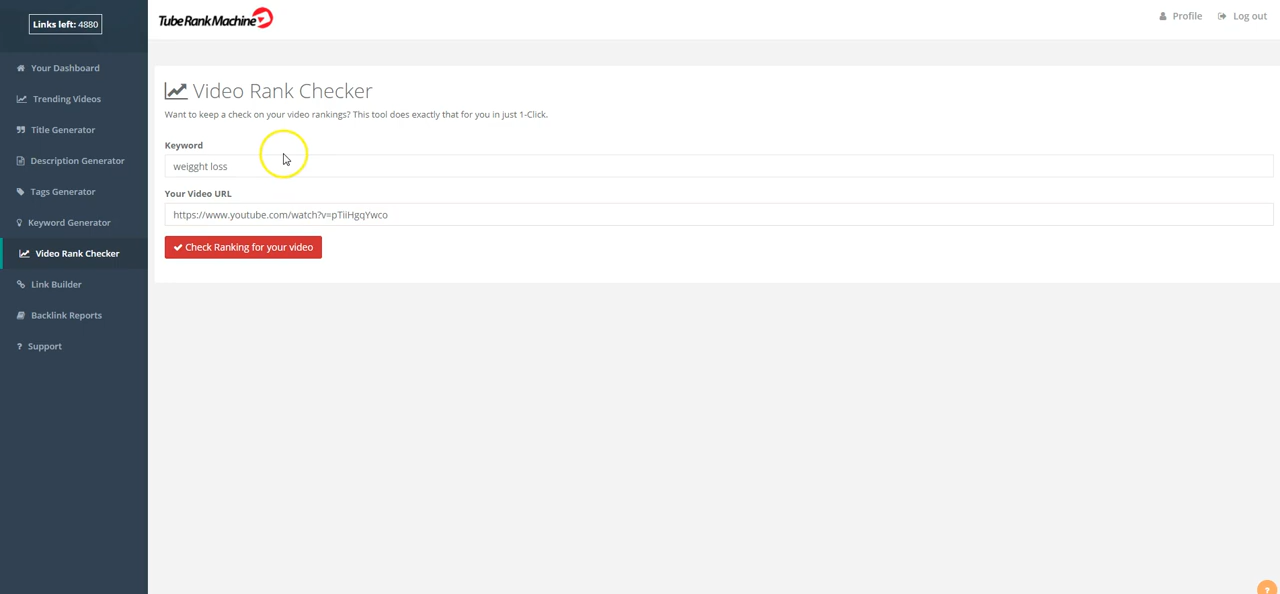 Links left: 4880
TubeRankMachine
Profile
Log out
Your Dashboard
Trending Videos
Title Generator
Description Generator
Tags Generator
Keyword Generator
Video Rank Checker
Link Builder
Backlink Reports
Support
Video Rank Checker
Want to keep a check on your video rankings? This tool does exactly that for you in just 1-Click.
Keyword
weigght loss
Your Video URL
https://www.youtube.com/watch?v=pTiiHgqYwco
Check Ranking for your video
?